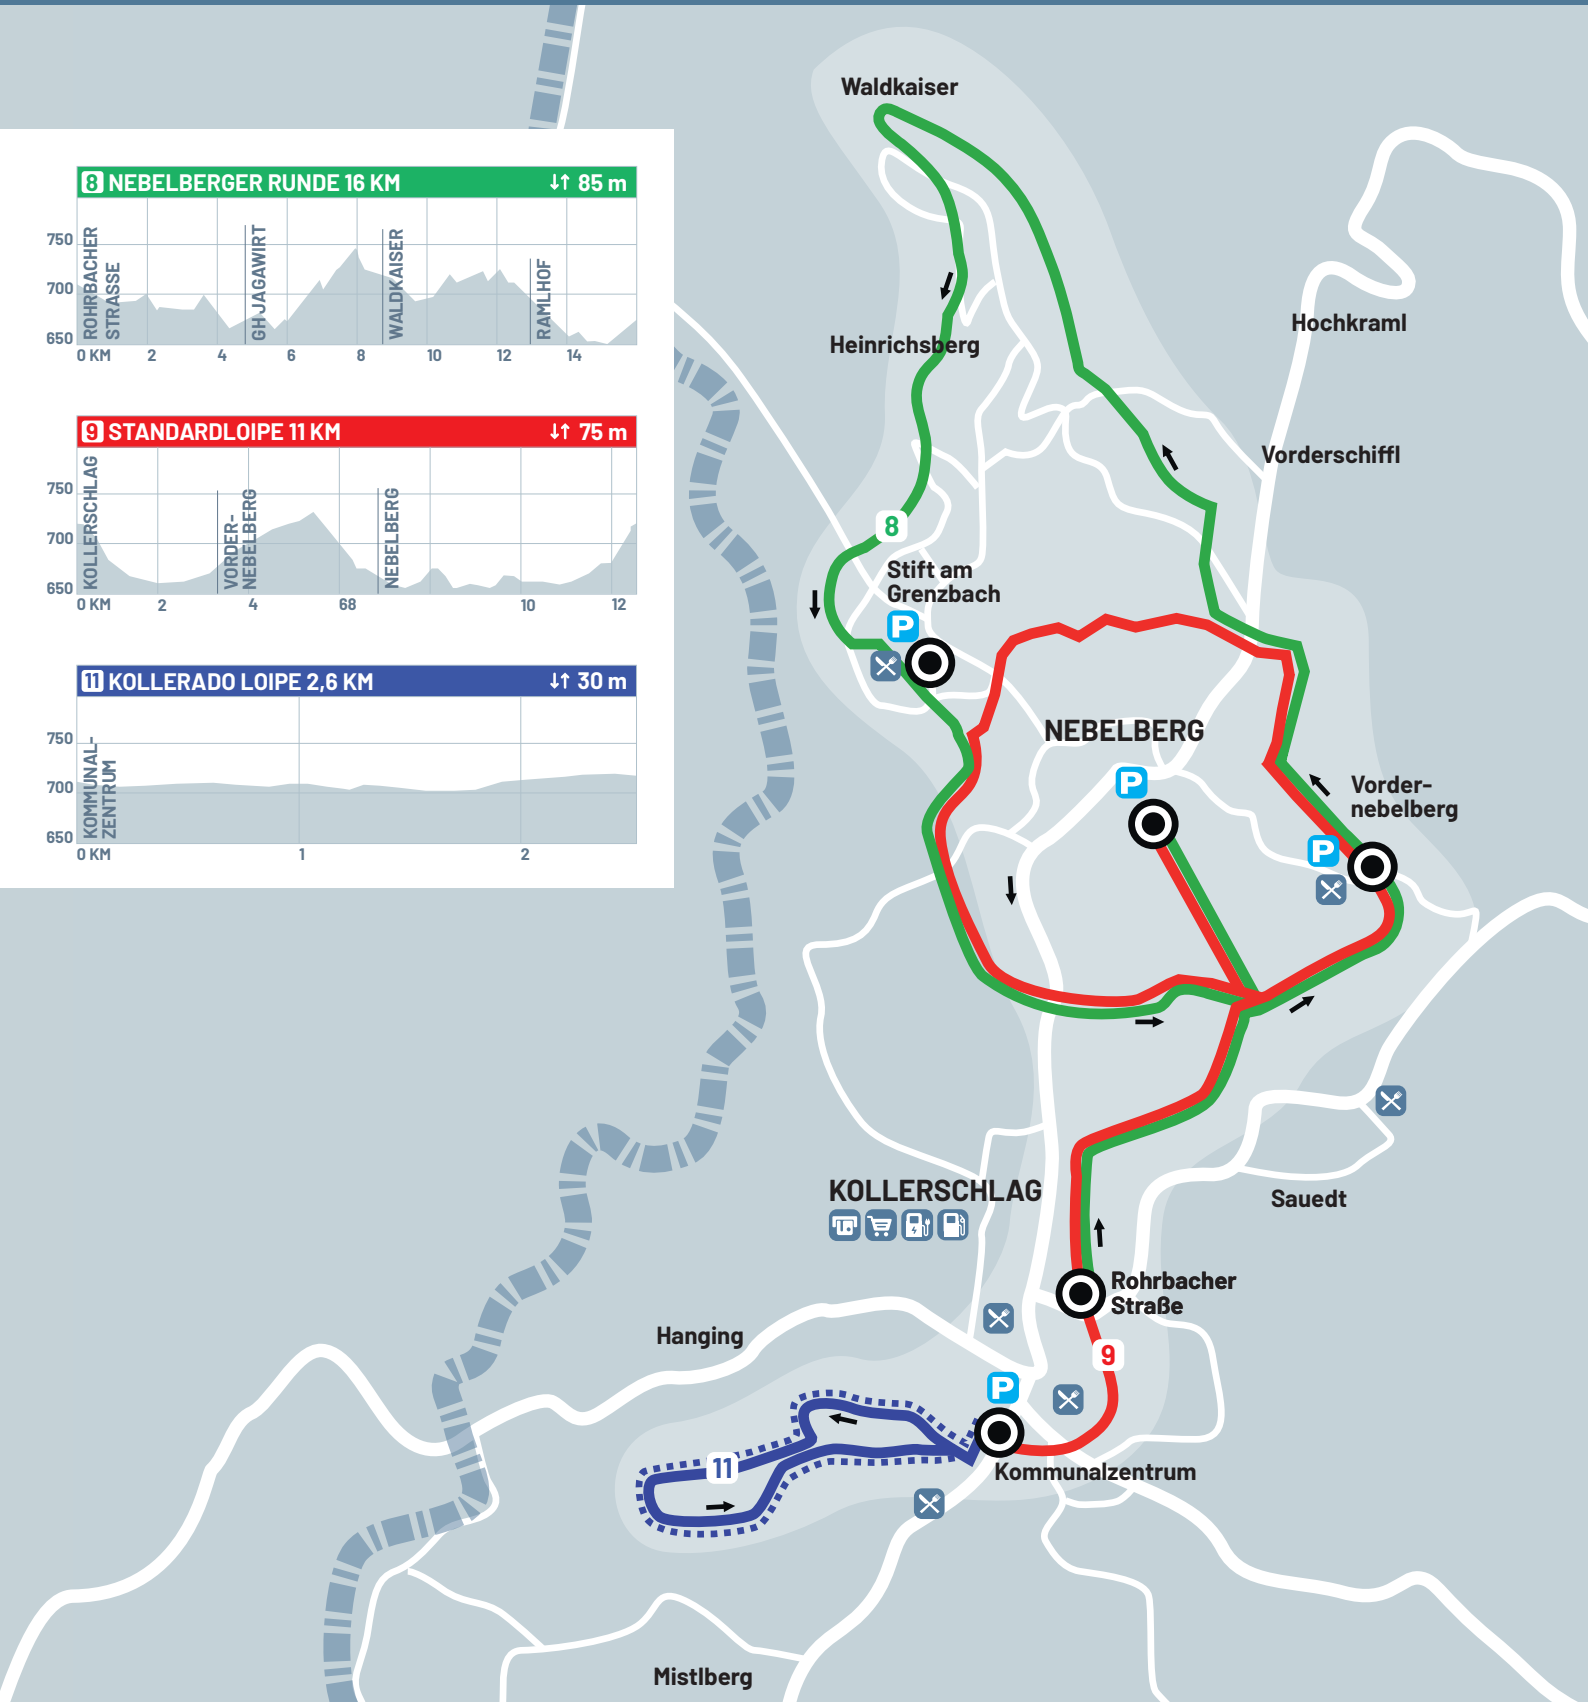 8 NEBELBERGER RUNDE 16 KM ↓↑ 85 m
750
700
650
ROHRBACHER
STRASSE
GH JAGAWIRT
WALDKAISER
RAMLHOF
0 KM 2 4 6 8 10 12 14
9 STANDARDLOIPE 11 KM ↓↑ 75 m
750
700
650
KOLLERSCHLAG
VORDER-
NEBELBERG
NEBELBERG
0 KM 2 4 68 10 12
11 KOLLERADO LOIPE 2,6 KM ↓↑ 30 m
750
700
650
KOMMUNAL-
ZENTRUM
0 KM 1 2
Waldkaiser
Hochkraml
Heinrichsberg
Vorderschiffl
8
Stift am
Grenzbach
P
NEBELBERG
P
Vorder-
nebelberg
P
KOLLERSCHLAG
Sauedt
Rohrbacher
Straße
Hanging
9
P
11
Kommunalzentrum
Mistlberg